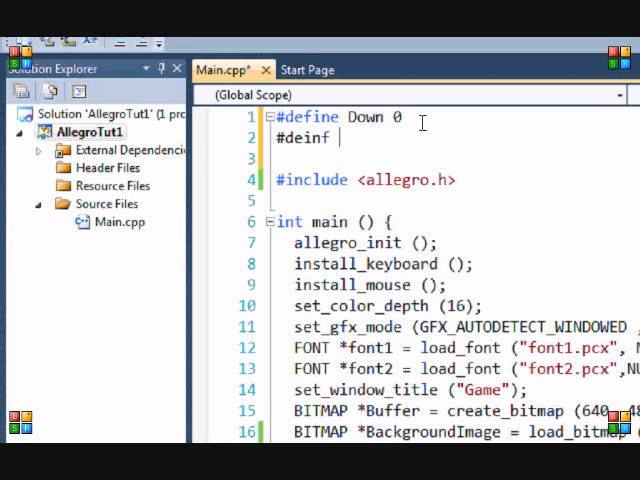 Solution Explorer
Main.cpp*
Start Page
(Global Scope)
Solution 'AllegroTut1' (1 pro
AllegroTut1
External Dependenci
Header Files
Resource Files
Source Files
Main.cpp
1 #define Down 0
2 #deinf
3
4 #include <allegro.h>
5
6 int main () {
7 allegro_init ();
8 install_keyboard ();
9 install_mouse ();
10 set_color_depth (16);
11 set_gfx_mode (GFX_AUTODETECT_WINDOWED ,
12 FONT *font1 = load_font ("font1.pcx", N
13 FONT *font2 = load_font ("font2.pcx",NU
14 set_window_title ("Game");
15 BITMAP *Buffer = create_bitmap (640, 48
16 BITMAP *BackgroundImage = load_bitmap (